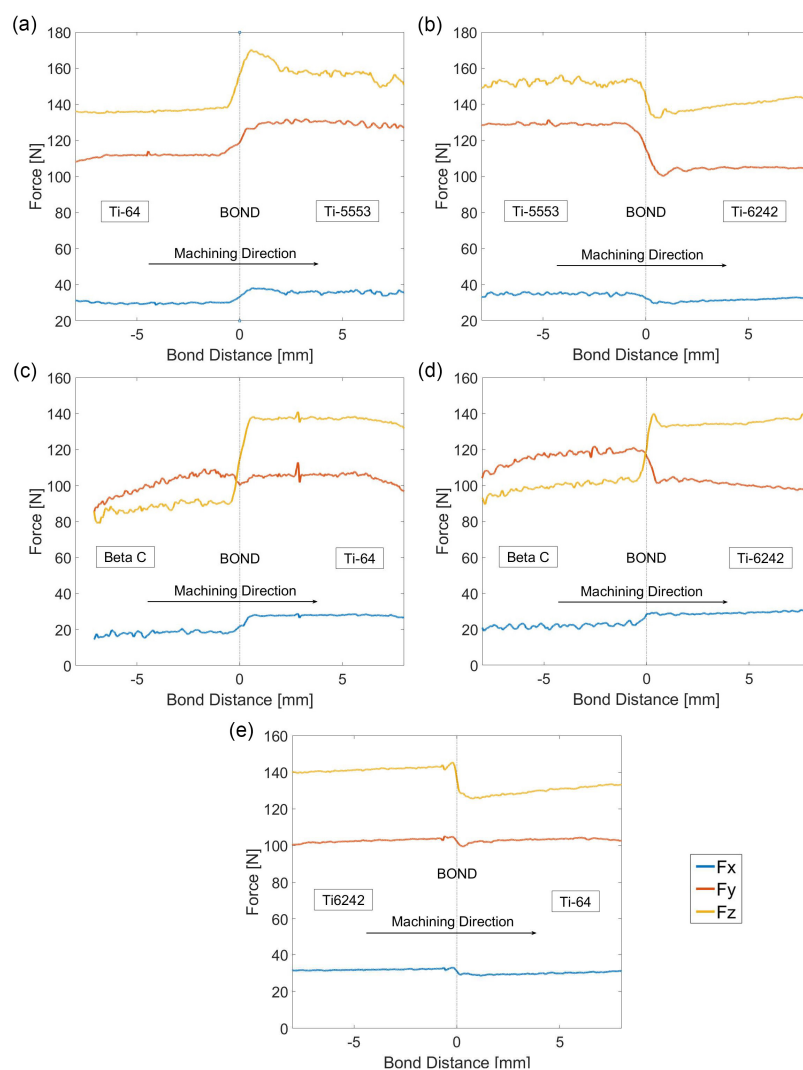 (a)
180
160
140
120
100
80
60
40
20
Force [N]
Ti-64
BOND
Ti-5553
Machining Direction
-5
0
5
Bond Distance [mm]
(b)
180
160
140
120
100
80
60
40
20
Force [N]
Ti-5553
BOND
Ti-6242
Machining Direction
-5
0
5
Bond Distance [mm]
(c)
160
140
120
100
80
60
40
20
0
Force [N]
Beta C
BOND
Ti-64
Machining Direction
-5
0
5
Bond Distance [mm]
(d)
160
140
120
100
80
60
40
20
0
Force [N]
Beta C
BOND
Ti-6242
Machining Direction
-5
0
5
Bond Distance [mm]
(e)
160
140
120
100
80
60
40
20
0
Force [N]
BOND
Ti6242
Ti-64
Machining Direction
-5
0
5
Bond Distance [mm]
Fx
Fy
Fz